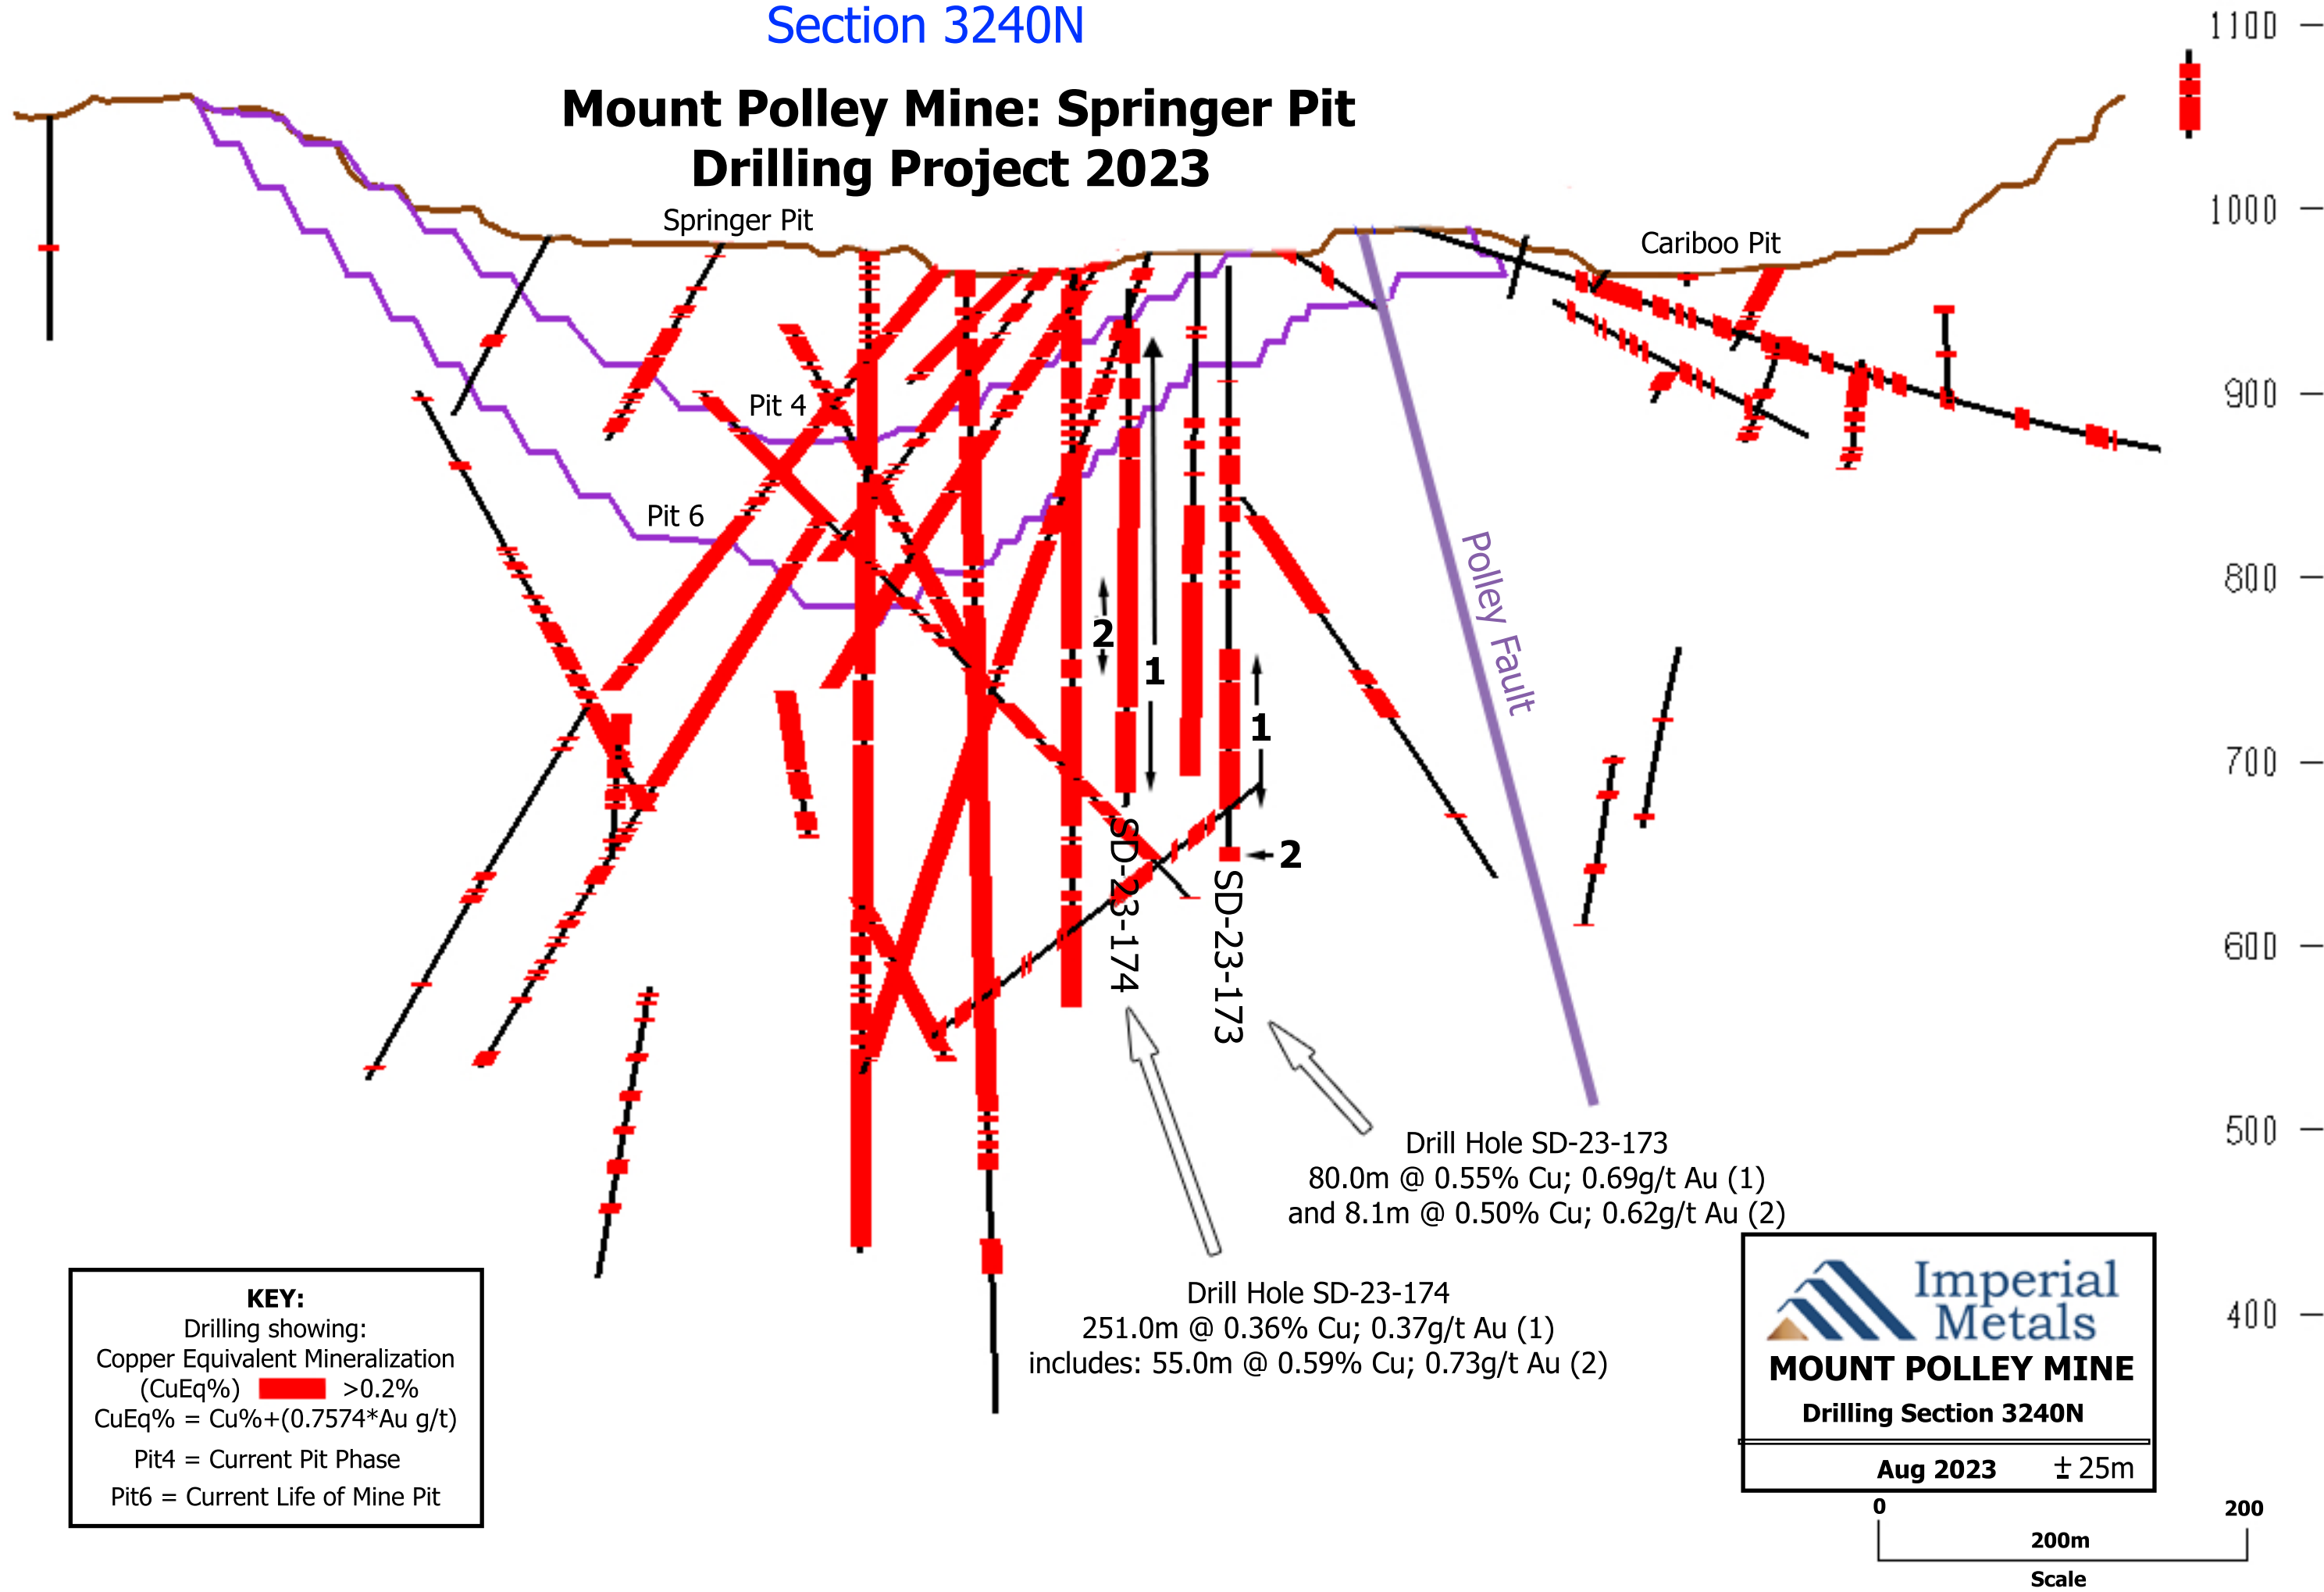 Section 3240N
Mount Polley Mine: Springer Pit
Drilling Project 2023
Springer Pit
Cariboo Pit
Pit 4
Pit 6
Polley Fault
2
1
1
2
SD-23-174
SD-23-173
1100
1000
900
800
700
600
500
400
Drill Hole SD-23-173
80.0m @ 0.55% Cu; 0.69g/t Au (1)
and 8.1m @ 0.50% Cu; 0.62g/t Au (2)
Drill Hole SD-23-174
251.0m @ 0.36% Cu; 0.37g/t Au (1)
includes: 55.0m @ 0.59% Cu; 0.73g/t Au (2)
KEY:
Drilling showing:
Copper Equivalent Mineralization
(CuEq%) >0.2%
CuEq% = Cu%+(0.7574*Au g/t)
Pit4 = Current Pit Phase
Pit6 = Current Life of Mine Pit
Imperial
Metals
MOUNT POLLEY MINE
Drilling Section 3240N
Aug 2023 ± 25m
0 200
200m
Scale